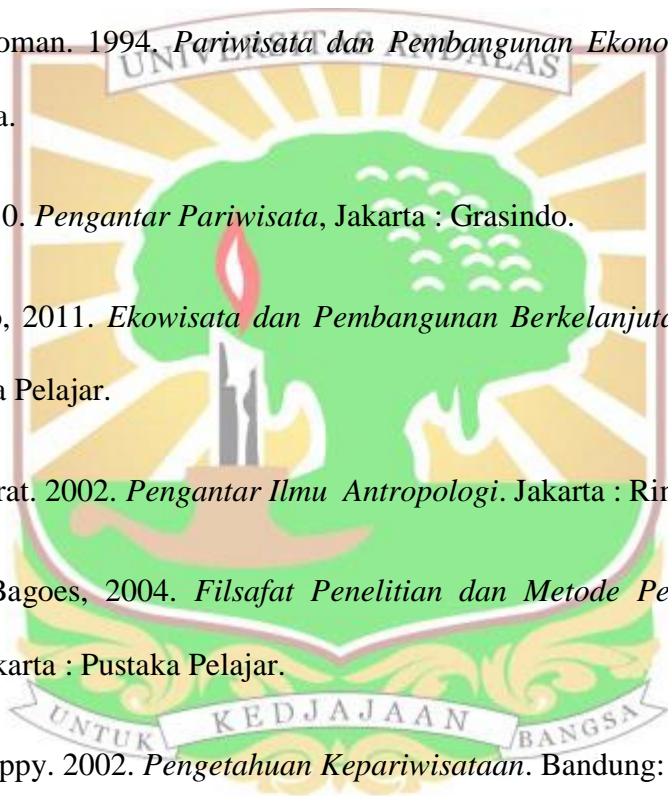 oman. 1994. Pariwisata dan Pembangunan Ekono
UNIVERSITAS ANDALAS
a.
0. Pengantar Pariwisata, Jakarta : Grasindo.
o, 2011. Ekowisata dan Pembangunan Berkelanjuta
a Pelajar.
rat. 2002. Pengantar Ilmu Antropologi. Jakarta : Rin
Bagoes, 2004. Filsafat Penelitian dan Metode Pe
karta : Pustaka Pelajar.
UNTUK KEDJAJAAN BANGSA
ppy. 2002. Pengetahuan Kepariwisataan. Bandung: